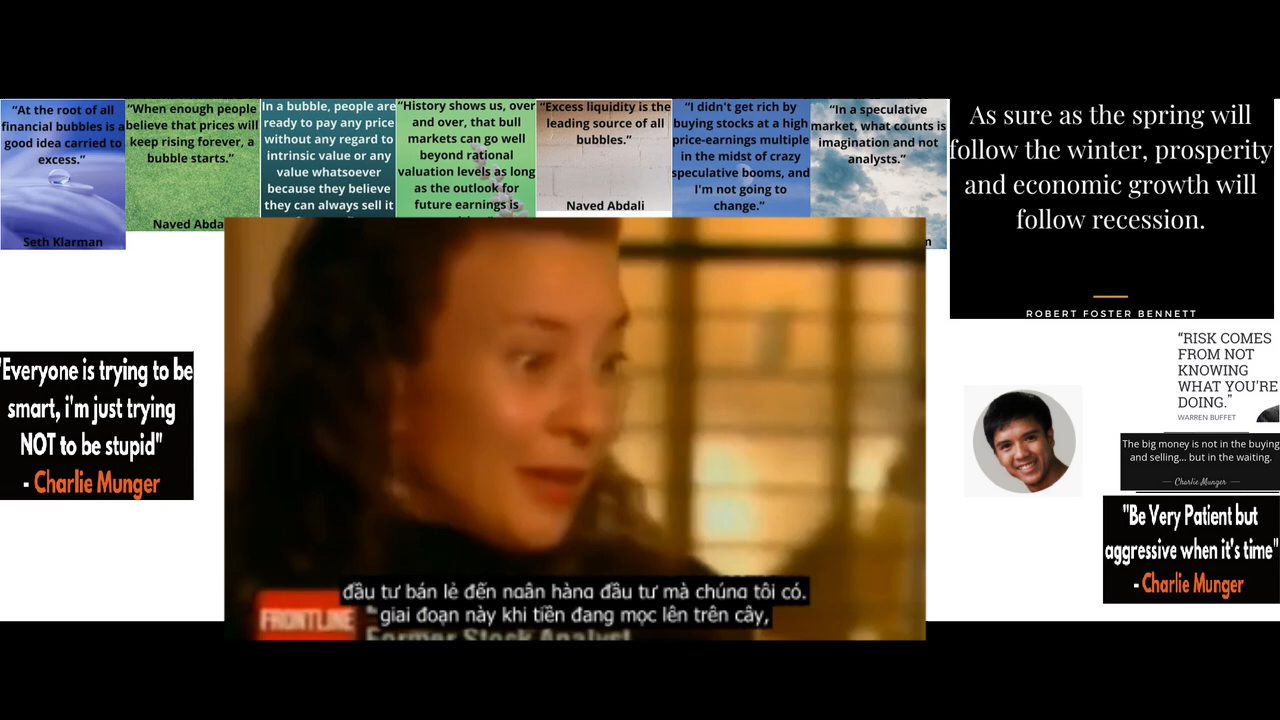 “At the root of all
financial bubbles is a
good idea carried to
excess.”
Seth Klarman
“When enough people
believe that prices will
keep rising forever, a
bubble starts.”
Naved Abda
In a bubble, people are
ready to pay any price
without any regard to
intrinsic value or any
value whatsoever
because they believe
they can always sell it
“History shows us, over
and over, that bull
markets can go well
beyond rational
valuation levels as long
as the outlook for
future earnings is
“Excess liquidity is the
leading source of all
bubbles.”
Naved Abdali
“I didn't get rich by
buying stocks at a high
price-earnings multiple
in the midst of crazy
speculative booms, and
I'm not going to
change.”
“In a speculative
market, what counts is
imagination and not
analysts.”
As sure as the spring will
follow the winter, prosperity
and economic growth will
follow recession.
ROBERT FOSTER BENNETT
"Everyone is trying to be
smart, i'm just trying
NOT to be stupid"
- Charlie Munger
“RISK COMES
FROM NOT
KNOWING
WHAT YOU'RE
DOING.”
WARREN BUFFET
The big money is not in the buying
and selling... but in the waiting.
— Charlie Munger —
"Be Very Patient but
aggressive when it's time"
- Charlie Munger
đầu tư bán lẻ đến ngân hàng đầu tư mà chúng tôi có.
giai đoạn này khi tiền đang mọc lên trên cây,
FRONTLINE
Former Stock Analyst